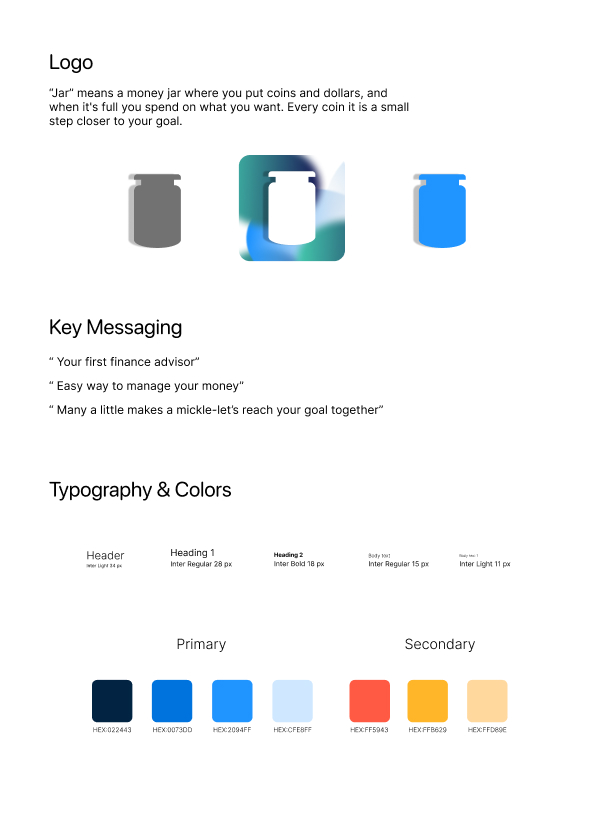 Logo
“Jar” means a money jar where you put coins and dollars, and
when it's full you spend on what you want. Every coin it is a small
step closer to your goal.
Key Messaging
“ Your first finance advisor”
“ Easy way to manage your money”
“ Many a little makes a mickle-let’s reach your goal together”
Typography & Colors
Header
Inter Light 34 px
Heading 1
Inter Regular 28 px
Heading 2
Inter Bold 18 px
Body text
Inter Regular 15 px
Body text 1
Inter Light 11 px
Primary
Secondary
HEX:022443
HEX:0073DD
HEX:2094FF
HEX:CFE8FF
HEX:FF5943
HEX:FFB629
HEX:FFD89E